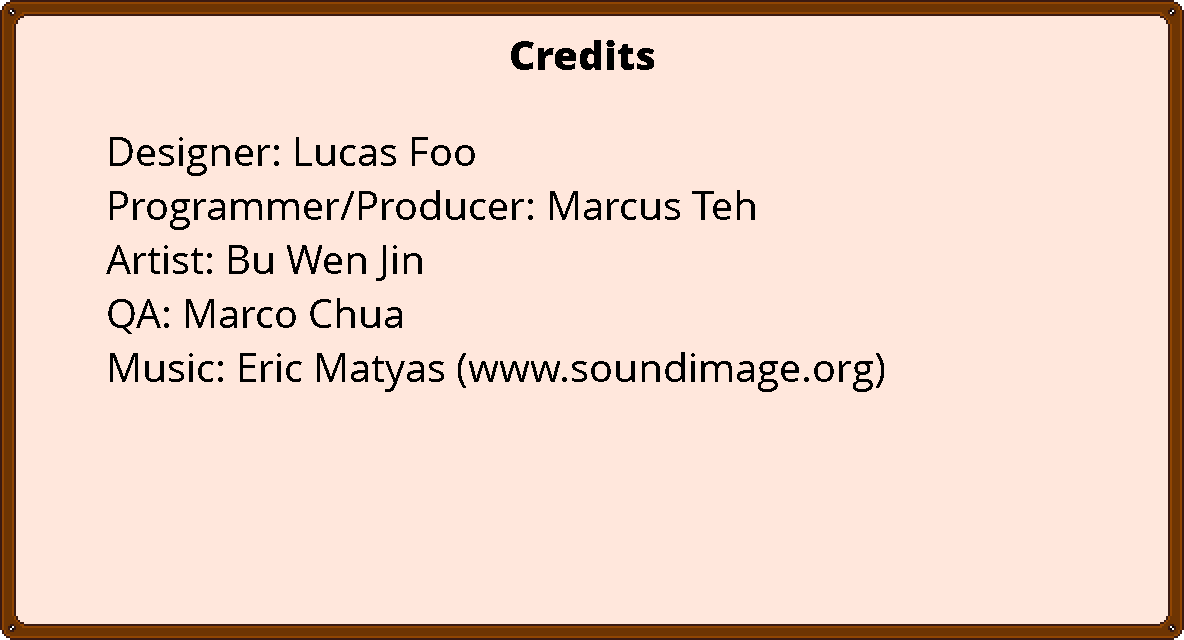 Credits
Designer: Lucas Foo
Programmer/Producer: Marcus Teh
Artist: Bu Wen Jin
QA: Marco Chua
Music: Eric Matyas (www.soundimage.org)